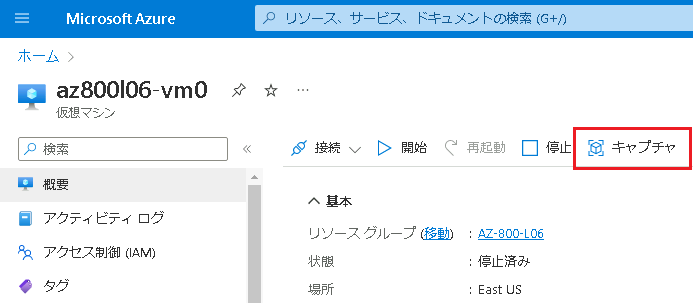 Microsoft Azure
リソース、サービス、ドキュメントの検索 (G+/)
ホーム
az800l06-vm0
仮想マシン
検索
接続 開始 再起動 停止 キャプチャ
概要
アクティビティ ログ
アクセス制御 (IAM)
タグ
基本
リソース グループ (移動) : AZ-800-L06
状態 : 停止済み
場所 : East US